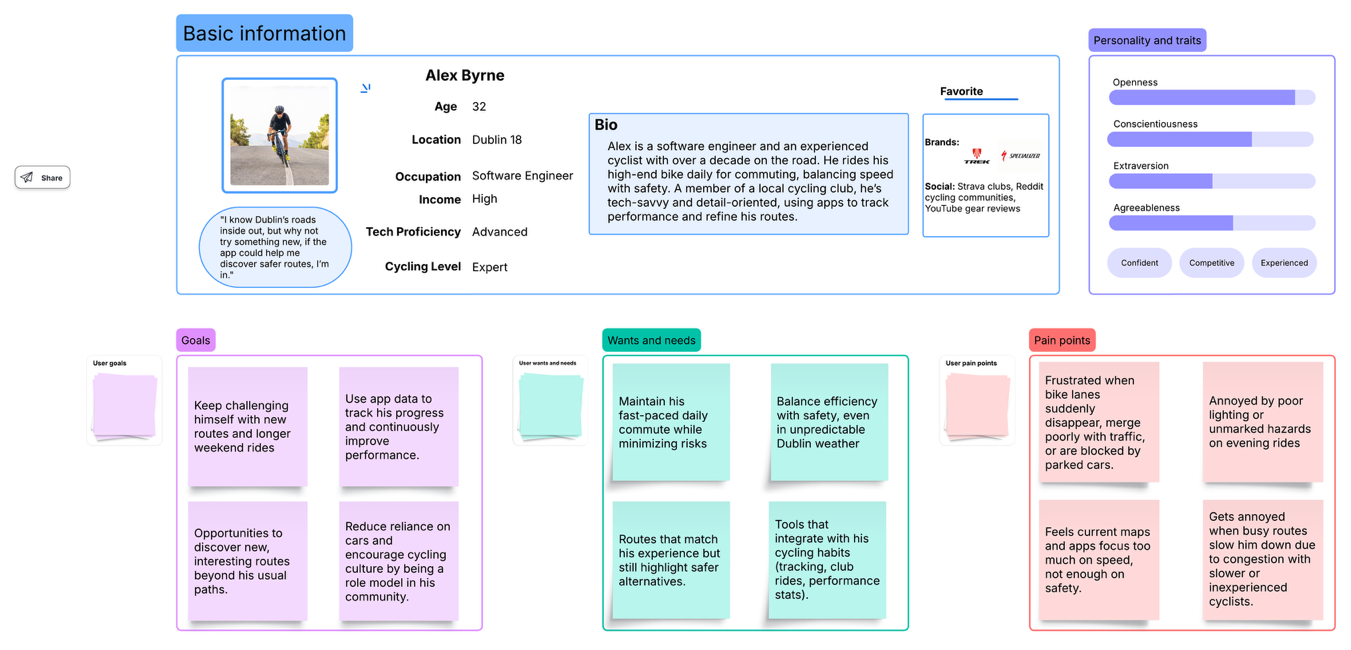 Basic information
Share
"I know Dublin's roads
inside out, but why not
try something new, if the
app could help me
discover safer routes, I'm
in."
Alex Byrne
Age 32
Location Dublin 18
Occupation Software Engineer
Income High
Tech Proficiency Advanced
Cycling Level Expert
Bio
Alex is a software engineer and an experienced
cyclist with over a decade on the road. He rides his
high-end bike daily for commuting, balancing speed
with safety. A member of a local cycling club, he's
tech-savvy and detail-oriented, using apps to track
performance and refine his routes.
Favorite
Brands:
TREK
SPECIALIZED
Social: Strava clubs, Reddit
cycling communities,
YouTube gear reviews
Personality and traits
Openness
Conscientiousness
Extraversion
Agreeableness
Confident
Competitive
Experienced
Goals
User goals
Keep challenging
himself with new
routes and longer
weekend rides
Use app data to
track his progress
and continuously
improve
performance.
Opportunities to
discover new,
interesting routes
beyond his usual
paths.
Reduce reliance on
cars and
encourage cycling
culture by being a
role model in his
community.
Wants and needs
User wants and needs
Maintain his
fast-paced daily
commute while
minimizing risks
Balance efficiency
with safety, even
in unpredictable
Dublin weather
Routes that match
his experience but
still highlight safer
alternatives.
Tools that
integrate with his
cycling habits
(tracking, club
rides, performance
stats).
Pain points
User pain points
Frustrated when
bike lanes
suddenly
disappear, merge
poorly with traffic,
or are blocked by
parked cars.
Annoyed by poor
lighting or
unmarked hazards
on evening rides
Feels current maps
and apps focus too
much on speed,
not enough on
safety.
Gets annoyed
when busy routes
slow him down due
to congestion with
slower or
inexperienced
cyclists.